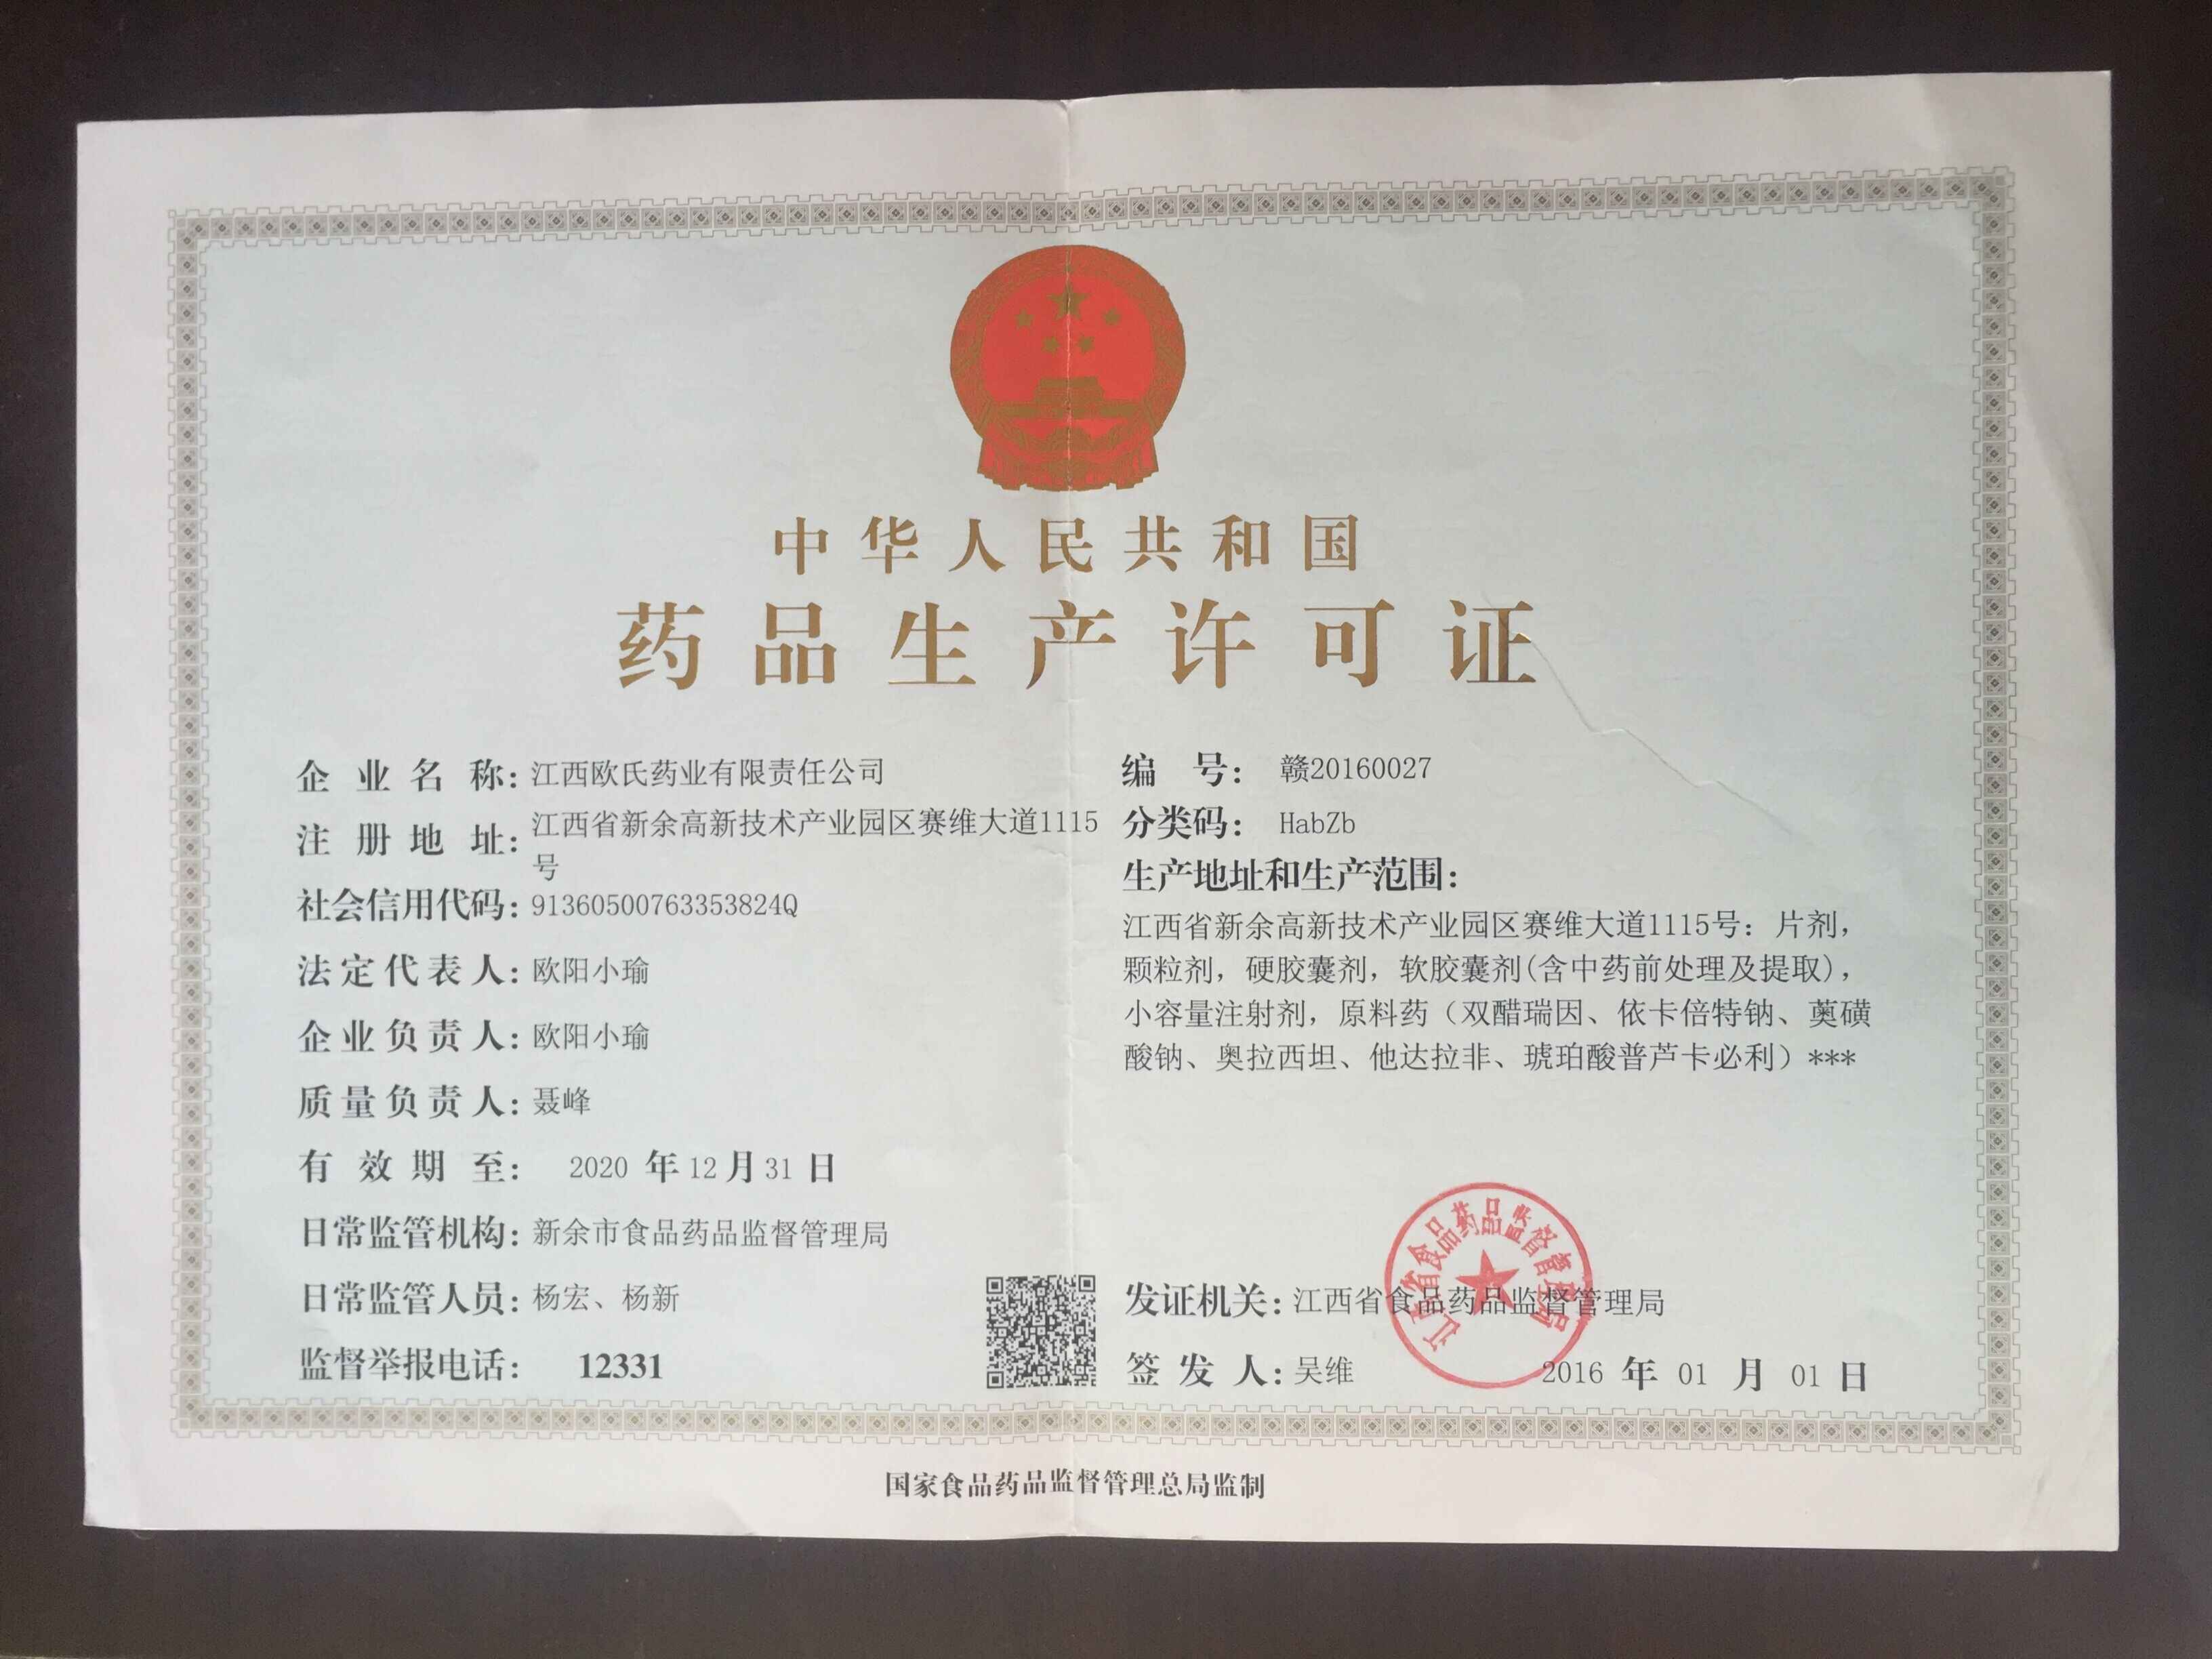 中华人民共和国
药品生产许可证
企业名称：江西欧氏药业有限责任公司
注册地址：江西省新余高新技术产业园区赛维大道1115
号
社会信用代码：91360500763353824Q
法定代表人：欧阳小瑜
企业负责人：欧阳小瑜
质量负责人：聂峰
有效期至： 2020 年 12 月 31 日
日常监管机构：新余市食品药品监督管理局
日常监管人员：杨宏、杨新
监督举报电话： 12331
编号： 赣20160027
分类码： HabZb
生产地址和生产范围：
江西省新余高新技术产业园区赛维大道1115号：片剂，
颗粒剂，硬胶囊剂，软胶囊剂(含中药前处理及提取)，
小容量注射剂，原料药（双醋瑞因、依卡倍特钠、薁磺
酸钠、奥拉西坦、他达拉非、琥珀酸普芦卡必利）***
江西省食品药品监督管理局
发证机关：江西省食品药品监督管理局
签发人：吴维
2016 年 01 月 01 日
国家食品药品监督管理总局监制